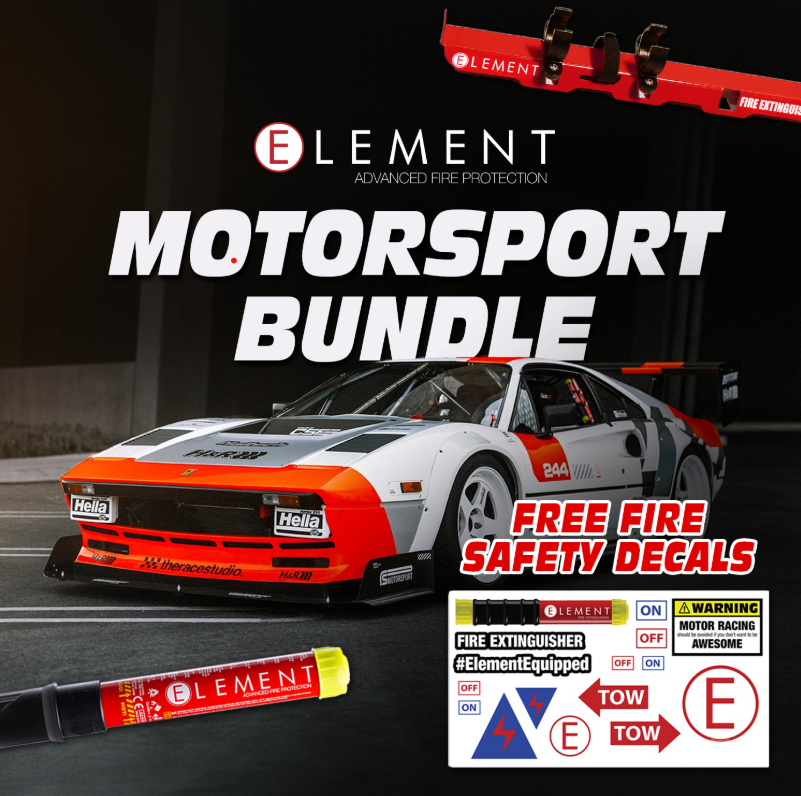 ELEMENT
FIRE EXTINGUIS
ELEMENT
ADVANCED FIRE PROTECTION
MOTORSPORT
BUNDLE
H&R
244
Hella
Hella
theracestudio.
H&R
MOTORSPORT
FREE FIRE
SAFETY DECALS
ELEMENT
FIRE EXTINGUISHER
ON
WARNING
FIRE EXTINGUISHER
#ElementEquipped
OFF
MOTOR RACING
should be avoided if you don't want to be
AWESOME
OFF
ON
OFF
ON
TOW
TOW
E
E
ELEMENT
ADVANCED FIRE PROTECTION